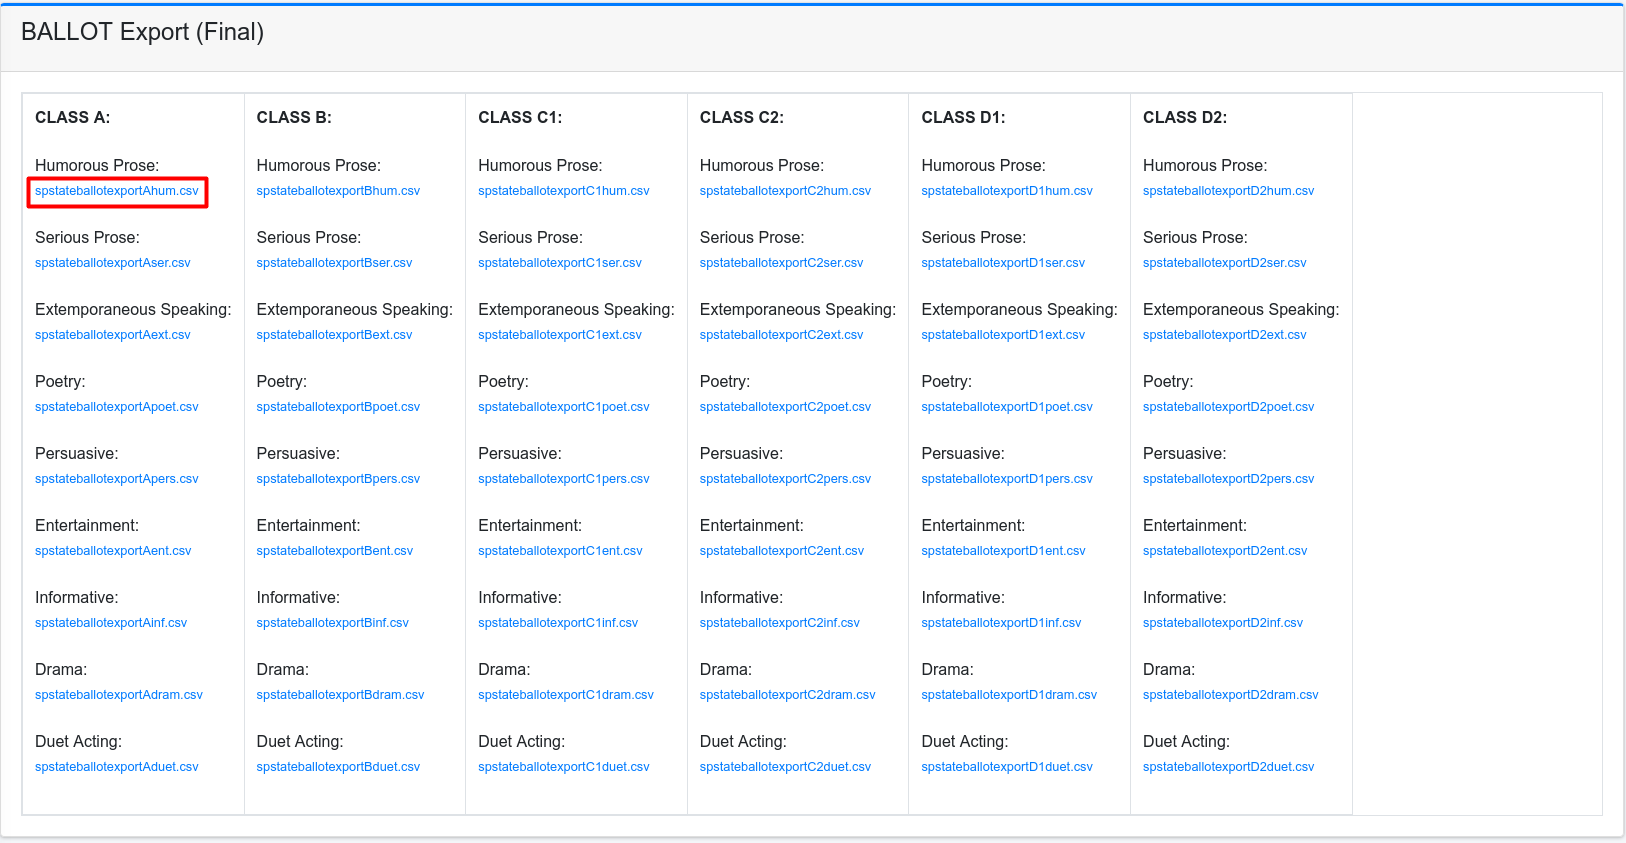 BALLOT Export (Final)
CLASS A:
Humorous Prose:
spstateballotexportAhum.csv
Serious Prose:
spstateballotexportAser.csv
Extemporaneous Speaking:
spstateballotexportAext.csv
Poetry:
spstateballotexportApoet.csv
Persuasive:
spstateballotexportApers.csv
Entertainment:
spstateballotexportAent.csv
Informative:
spstateballotexportAinf.csv
Drama:
spstateballotexportAdram.csv
Duet Acting:
spstateballotexportAduet.csv
CLASS B:
Humorous Prose:
spstateballotexportBhum.csv
Serious Prose:
spstateballotexportBser.csv
Extemporaneous Speaking:
spstateballotexportBext.csv
Poetry:
spstateballotexportBpoet.csv
Persuasive:
spstateballotexportBpers.csv
Entertainment:
spstateballotexportBent.csv
Informative:
spstateballotexportBinf.csv
Drama:
spstateballotexportBdram.csv
Duet Acting:
spstateballotexportBduet.csv
CLASS C1:
Humorous Prose:
spstateballotexportC1hum.csv
Serious Prose:
spstateballotexportC1ser.csv
Extemporaneous Speaking:
spstateballotexportC1ext.csv
Poetry:
spstateballotexportC1poet.csv
Persuasive:
spstateballotexportC1pers.csv
Entertainment:
spstateballotexportC1ent.csv
Informative:
spstateballotexportC1inf.csv
Drama:
spstateballotexportC1dram.csv
Duet Acting:
spstateballotexportC1duet.csv
CLASS C2:
Humorous Prose:
spstateballotexportC2hum.csv
Serious Prose:
spstateballotexportC2ser.csv
Extemporaneous Speaking:
spstateballotexportC2ext.csv
Poetry:
spstateballotexportC2poet.csv
Persuasive:
spstateballotexportC2pers.csv
Entertainment:
spstateballotexportC2ent.csv
Informative:
spstateballotexportC2inf.csv
Drama:
spstateballotexportC2dram.csv
Duet Acting:
spstateballotexportC2duet.csv
CLASS D1:
Humorous Prose:
spstateballotexportD1hum.csv
Serious Prose:
spstateballotexportD1ser.csv
Extemporaneous Speaking:
spstateballotexportD1ext.csv
Poetry:
spstateballotexportD1poet.csv
Persuasive:
spstateballotexportD1pers.csv
Entertainment:
spstateballotexportD1ent.csv
Informative:
spstateballotexportD1inf.csv
Drama:
spstateballotexportD1dram.csv
Duet Acting:
spstateballotexportD1duet.csv
CLASS D2:
Humorous Prose:
spstateballotexportD2hum.csv
Serious Prose:
spstateballotexportD2ser.csv
Extemporaneous Speaking:
spstateballotexportD2ext.csv
Poetry:
spstateballotexportD2poet.csv
Persuasive:
spstateballotexportD2pers.csv
Entertainment:
spstateballotexportD2ent.csv
Informative:
spstateballotexportD2inf.csv
Drama:
spstateballotexportD2dram.csv
Duet Acting:
spstateballotexportD2duet.csv